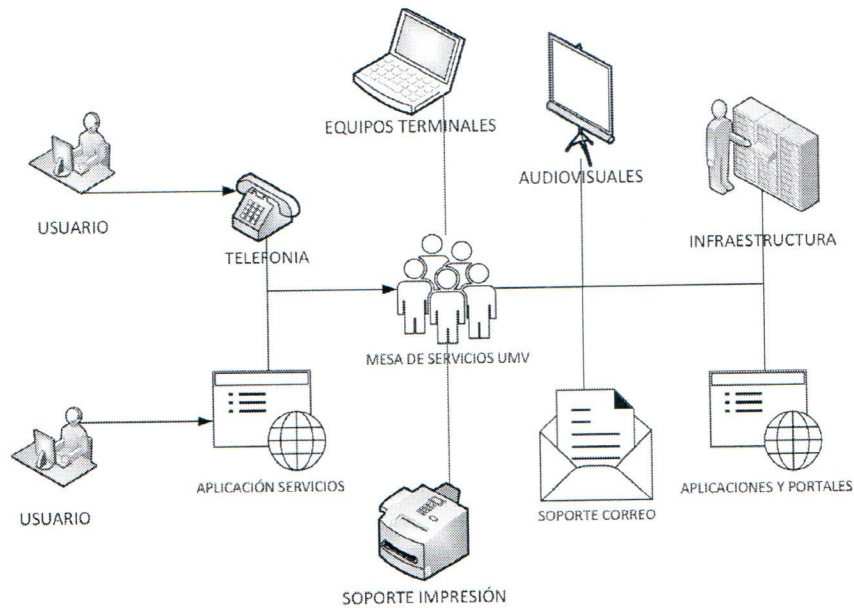 EQUIPOS TERMINALES
AUDIOVISUALES
USUARIO
TELEFONIA
INFRAESTRUCTURA
MESA DE SERVICIOS UMV
APLICACIÓN SERVICIOS
USUARIO
SOPORTE CORREO
APLICACIONES Y PORTALES
SOPORTE IMPRESIÓN